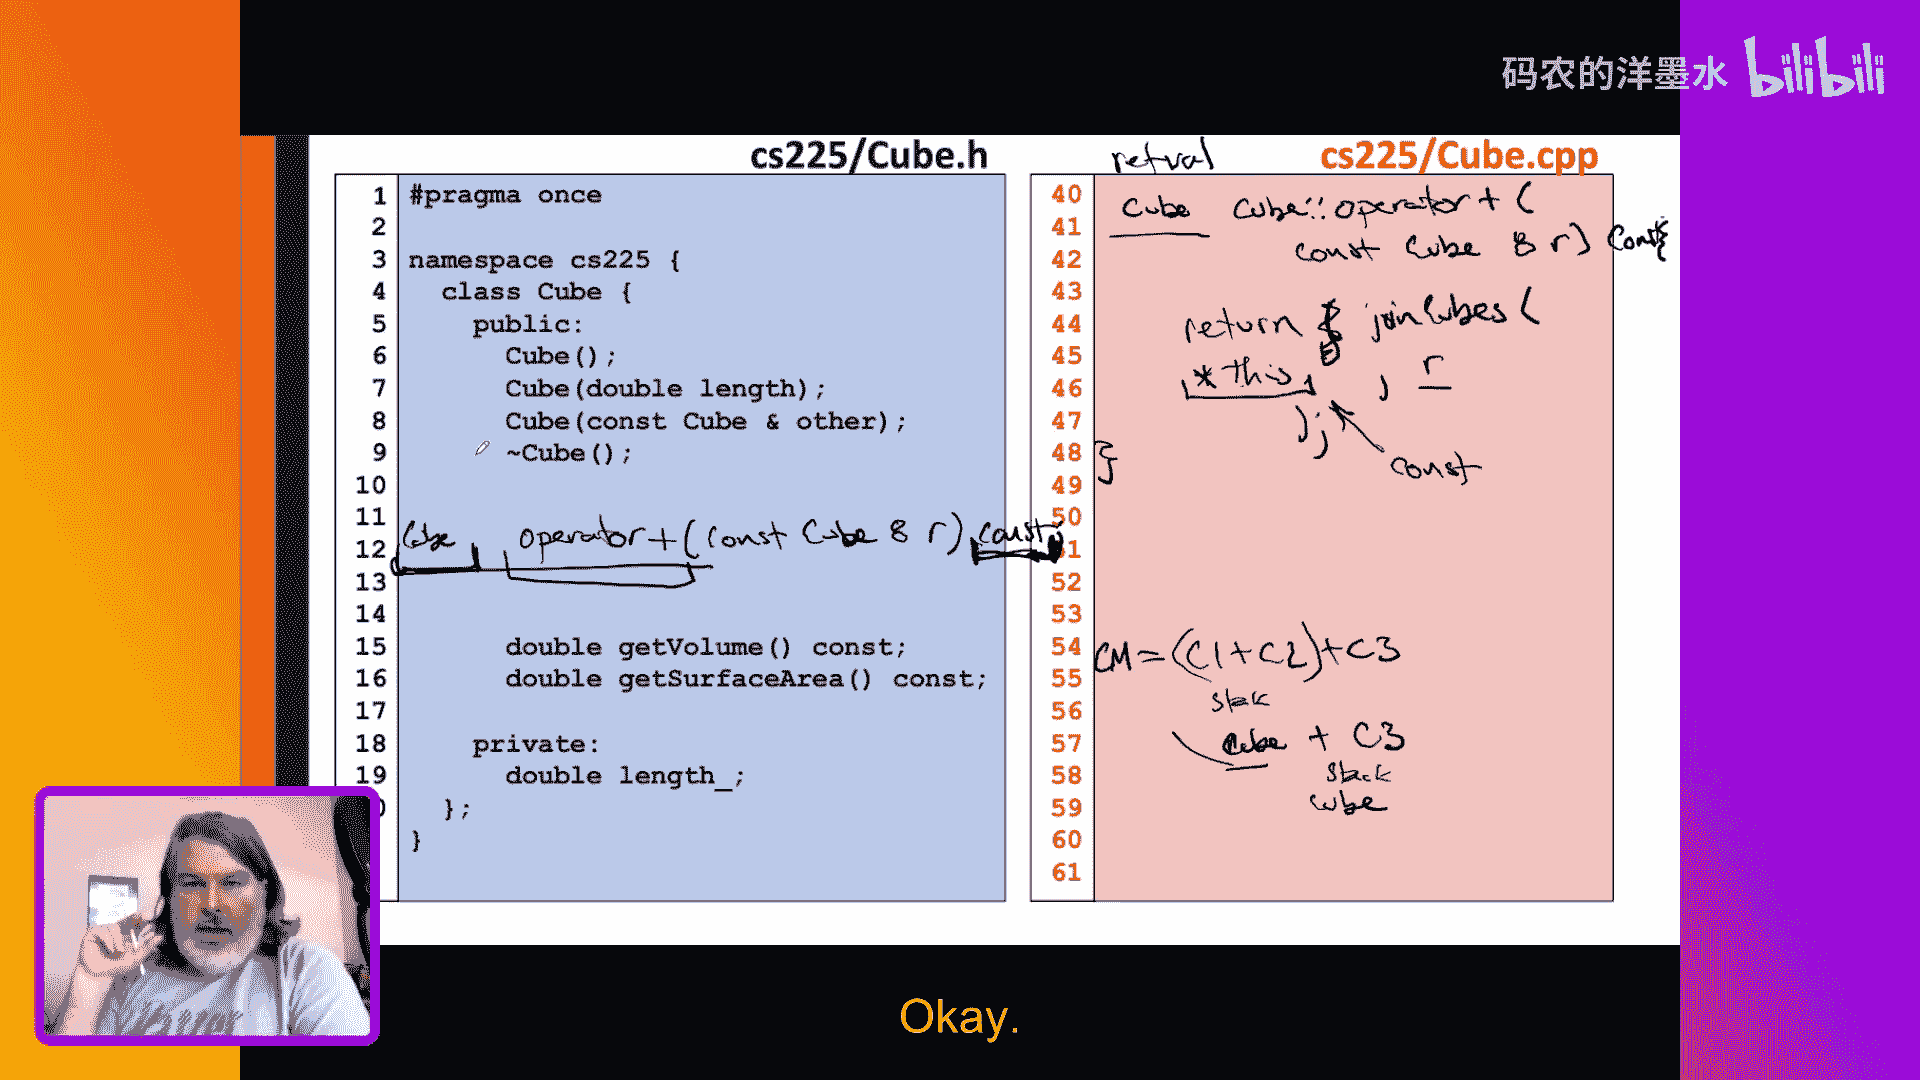 码农的洋墨水 bilibili
cs225/Cube.h
1 #pragma once
2
3 namespace cs225 {
4 class Cube {
5 public:
6 Cube();
7 Cube(double length);
8 Cube(const Cube & other);
9 ~Cube();
10
11
12 Cube operator+(const Cube & r) const;
13
14
15 double getVolume() const;
16 double getSurfaceArea() const;
17
18 private:
19 double length_;
};
}
retval
cs225/Cube.cpp
40 Cube Cube::operator+(
41
42 const Cube & r) const{
43
44 return joinCubes(
45
46 *this, r
47 );
48 }
49 const
50
51
52
53
54 CM=(C1+C2)+C3
55
56 stack
57 cube + C3
58 stack
59 cube
60
61
Okay.